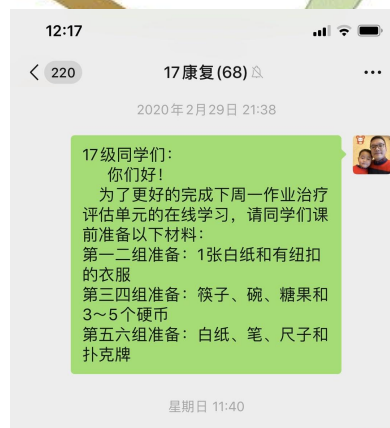 12:17
220
17康复(68)
2020年2月29日 21:38
17级同学们：
你们好！
为了更好的完成下周一作业治疗
评估单元的在线学习，请同学们课
前准备以下材料：
第一二组准备：1张白纸和有纽扣
的衣服
第三四组准备：筷子、碗、糖果和
3～5个硬币
第五六组准备：白纸、笔、尺子和
扑克牌
星期日 11:40